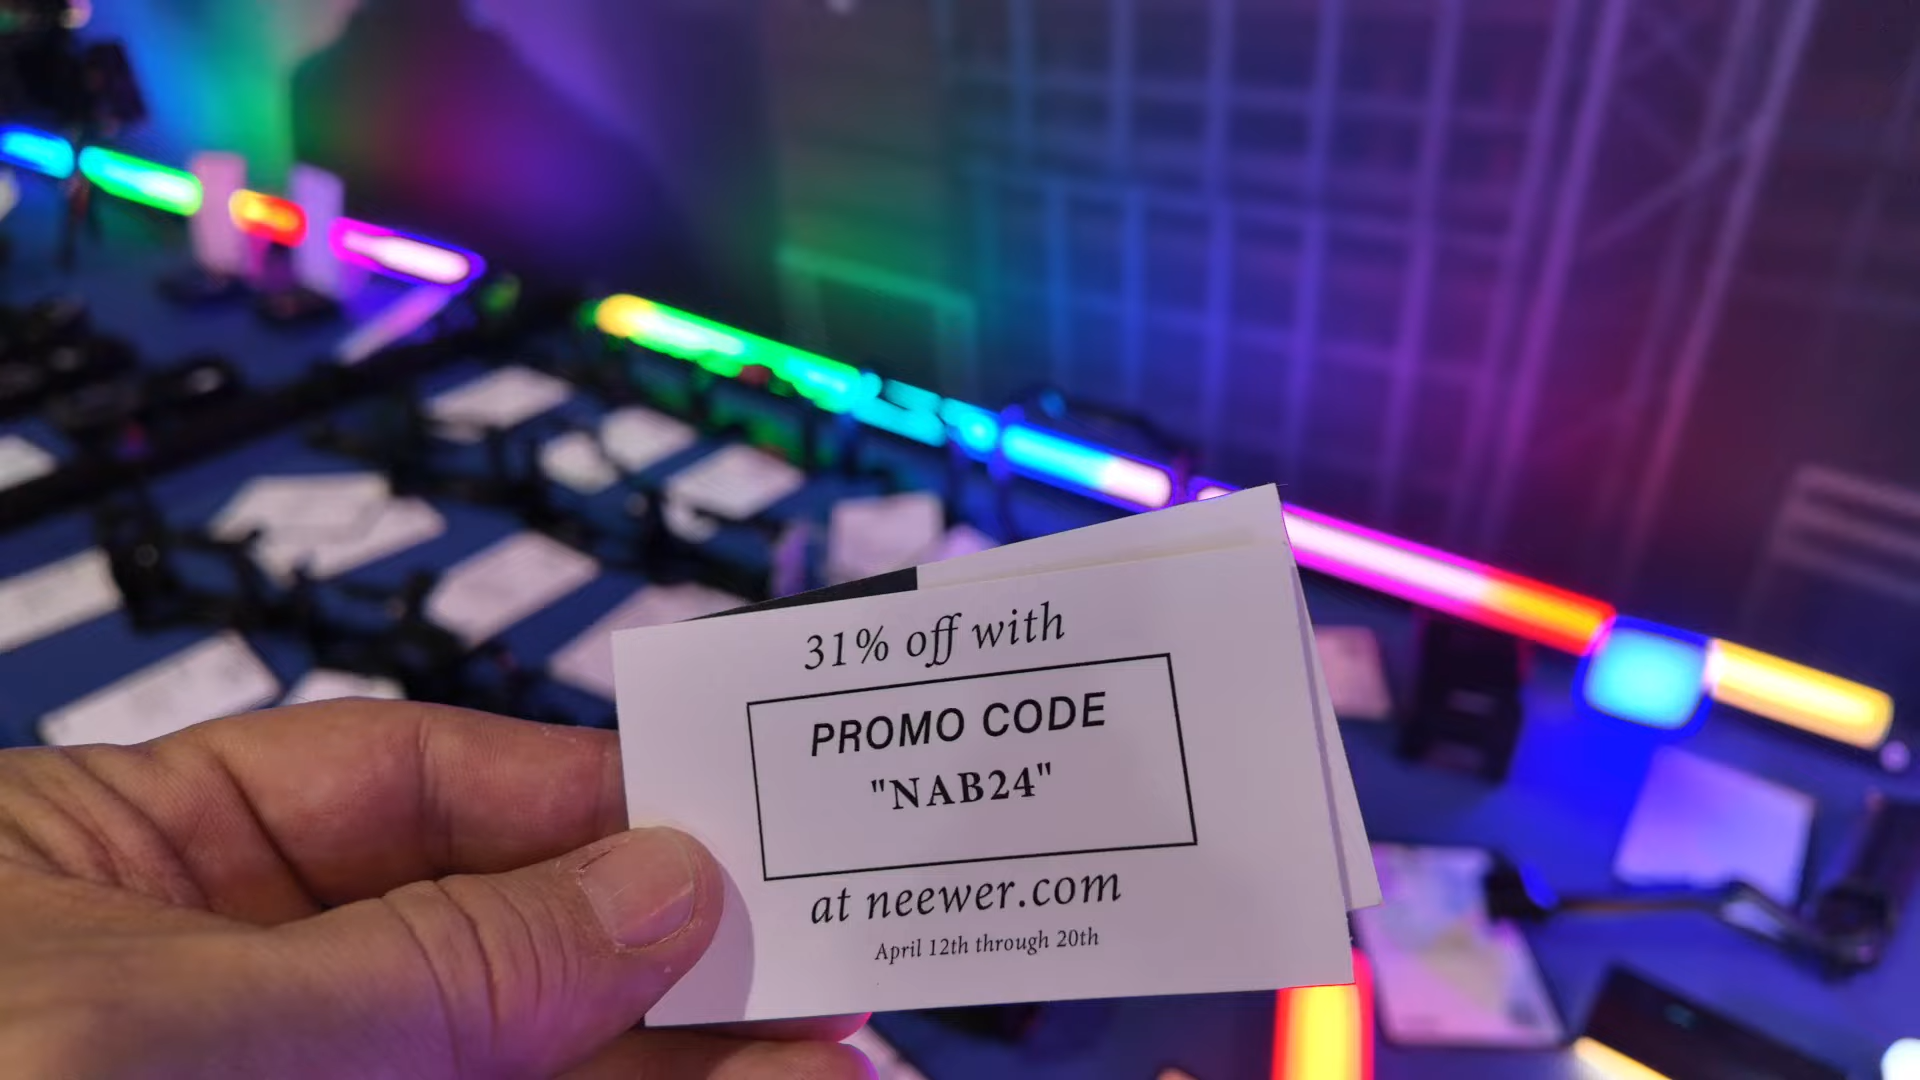 31% off with
PROMO CODE
"NAB24"
at neewer.com
April 12th through 20th